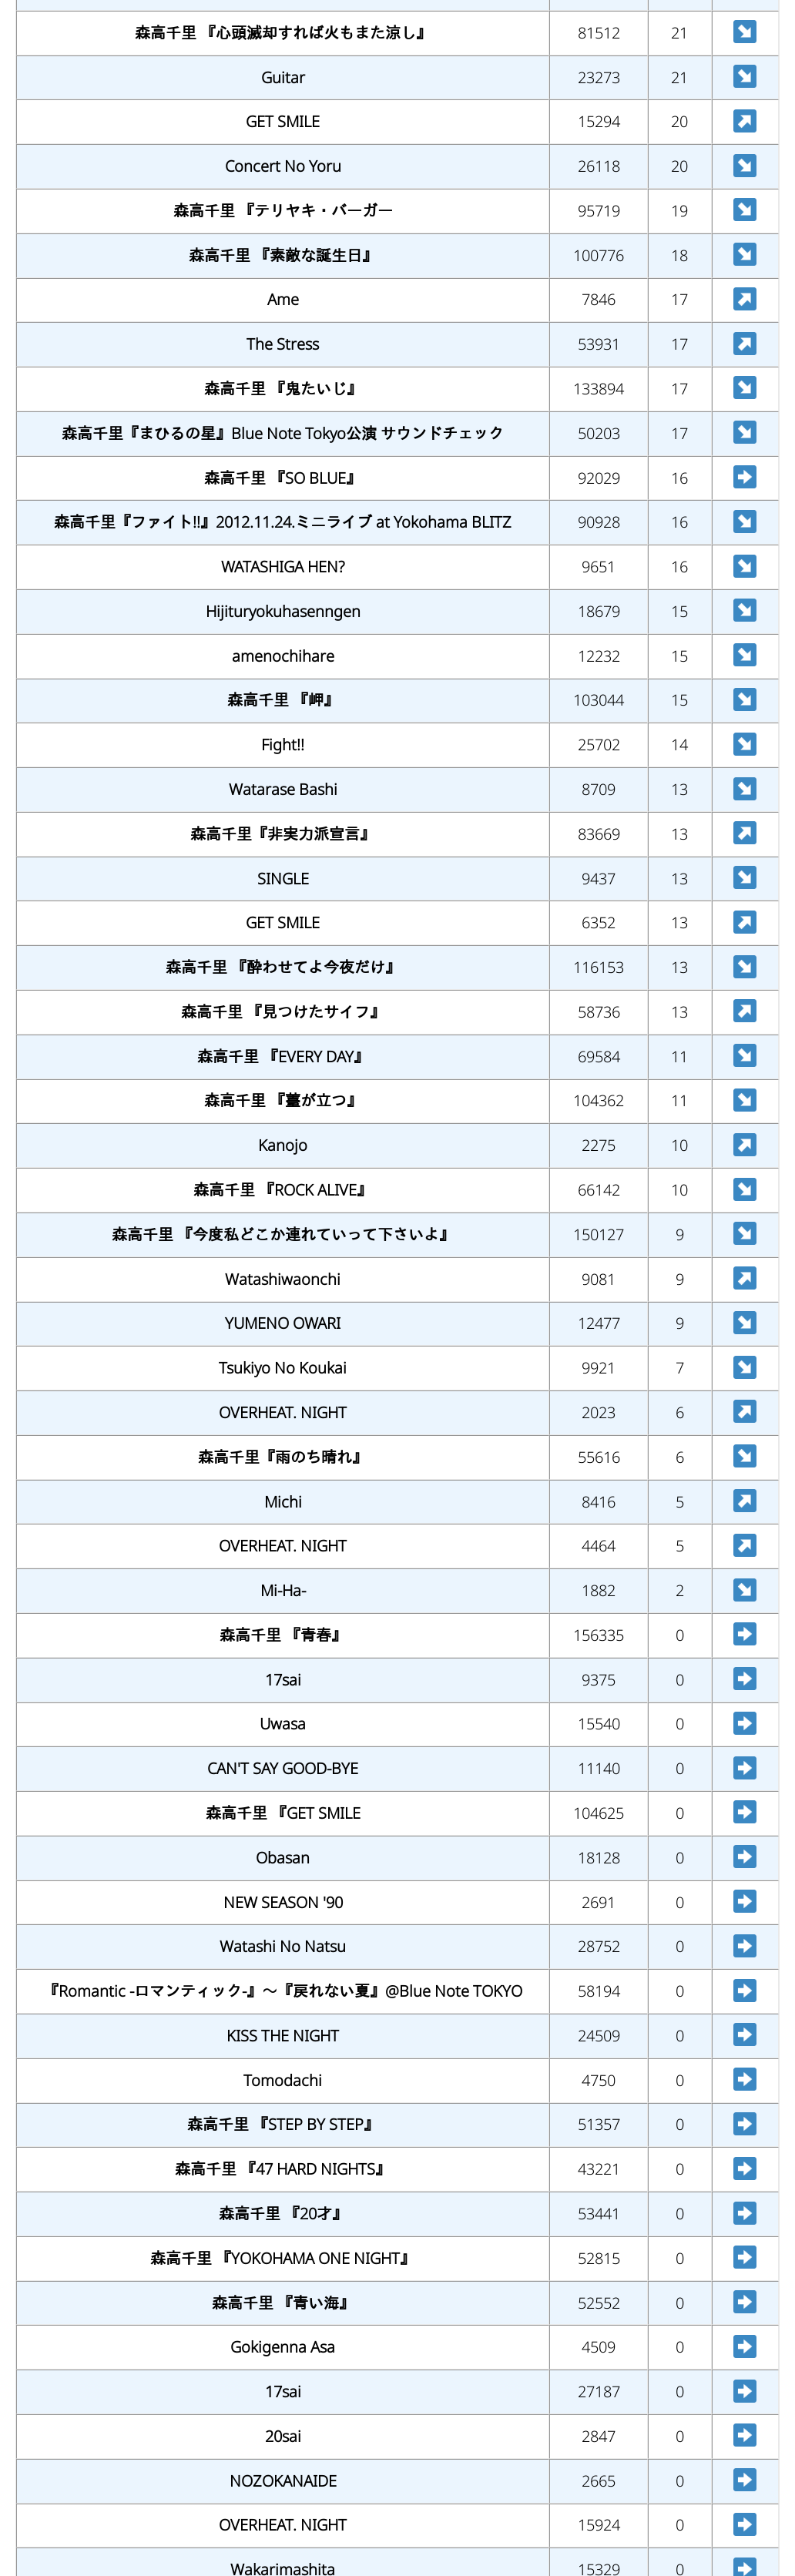 森高千里 『心頭滅却すれば火もまた涼し』 81512 21
Guitar 23273 21
GET SMILE 15294 20
Concert No Yoru 26118 20
森高千里 『テリヤキ・バーガー 95719 19
森高千里 『素敵な誕生日』 100776 18
Ame 7846 17
The Stress 53931 17
森高千里 『鬼たいじ』 133894 17
森高千里『まひるの星』Blue Note Tokyo公演 サウンドチェック 50203 17
森高千里 『SO BLUE』 92029 16
森高千里『ファイト!!』2012.11.24.ミニライブ at Yokohama BLITZ 90928 16
WATASHIGA HEN? 9651 16
Hijituryokuhasenngen 18679 15
amenochihare 12232 15
森高千里 『岬』 103044 15
Fight!! 25702 14
Watarase Bashi 8709 13
森高千里『非実力派宣言』 83669 13
SINGLE 9437 13
GET SMILE 6352 13
森高千里 『酔わせてよ今夜だけ』 116153 13
森高千里 『見つけたサイフ』 58736 13
森高千里 『EVERY DAY』 69584 11
森高千里 『薹が立つ』 104362 11
Kanojo 2275 10
森高千里 『ROCK ALIVE』 66142 10
森高千里 『今度私どこか連れていって下さいよ』 150127 9
Watashiwaonchi 9081 9
YUMENO OWARI 12477 9
Tsukiyo No Koukai 9921 7
OVERHEAT. NIGHT 2023 6
森高千里『雨のち晴れ』 55616 6
Michi 8416 5
OVERHEAT. NIGHT 4464 5
Mi-Ha- 1882 2
森高千里 『青春』 156335 0
17sai 9375 0
Uwasa 15540 0
CAN'T SAY GOOD-BYE 11140 0
森高千里 『GET SMILE 104625 0
Obasan 18128 0
NEW SEASON '90 2691 0
Watashi No Natsu 28752 0
『Romantic -ロマンティック-』～『戻れない夏』@Blue Note TOKYO 58194 0
KISS THE NIGHT 24509 0
Tomodachi 4750 0
森高千里 『STEP BY STEP』 51357 0
森高千里 『47 HARD NIGHTS』 43221 0
森高千里 『20才』 53441 0
森高千里 『YOKOHAMA ONE NIGHT』 52815 0
森高千里 『青い海』 52552 0
Gokigenna Asa 4509 0
17sai 27187 0
20sai 2847 0
NOZOKANAIDE 2665 0
OVERHEAT. NIGHT 15924 0
Wakarimashita 15329 0